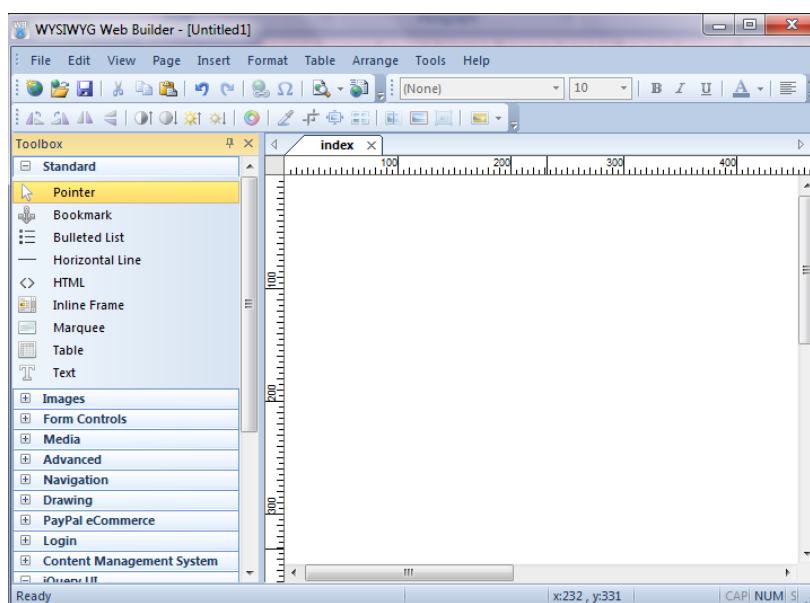 WYSIWYG Web Builder - [Untitled1]
File Edit View Page Insert Format Table Arrange Tools Help
(None) 10 B I U A
Toolbox index
Standard 100 200 300 400
Pointer
Bookmark
Bulleted List
Horizontal Line
HTML 100
Inline Frame
Marquee
Table
Text
Images 200
Form Controls
Media
Advanced
Navigation
Drawing 300
PayPal eCommerce
Login
Content Management System
jQuery UI
Ready x:232 , y:331 CAP NUM S